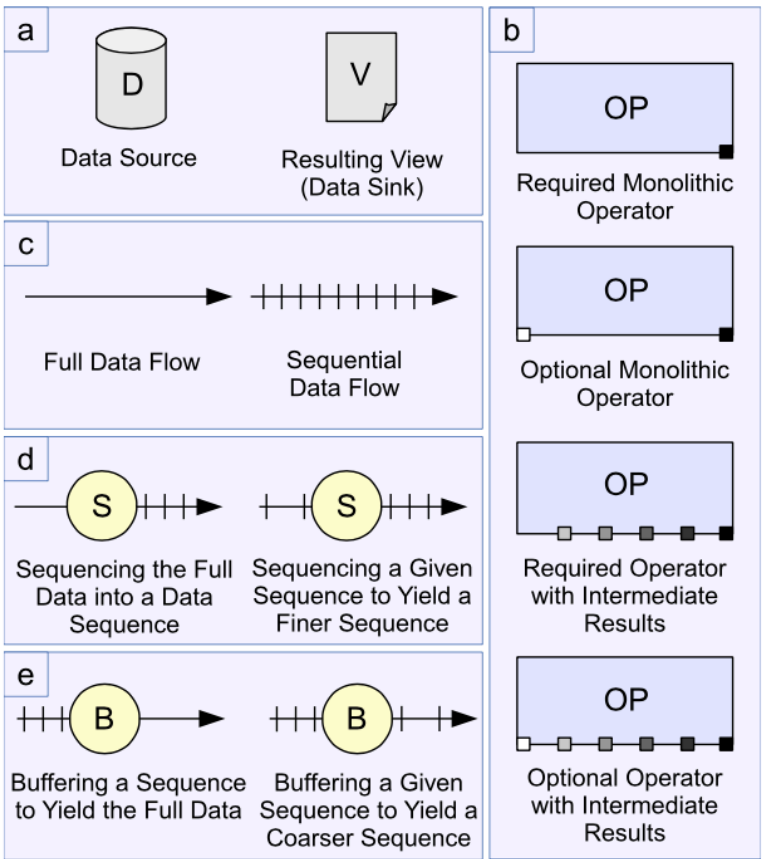 a
D
V
Data Source
Resulting View
(Data Sink)
b
OP
Required Monolithic
Operator
OP
Optional Monolithic
Operator
OP
Required Operator
with Intermediate
Results
OP
Optional Operator
with Intermediate
Results
c
Full Data Flow
Sequential
Data Flow
d
S
Sequencing the Full
Data into a Data
Sequence
S
Sequencing a Given
Sequence to Yield a
Finer Sequence
e
B
Buffering a Sequence
to Yield the Full Data
B
Buffering a Given
Sequence to Yield a
Coarser Sequence